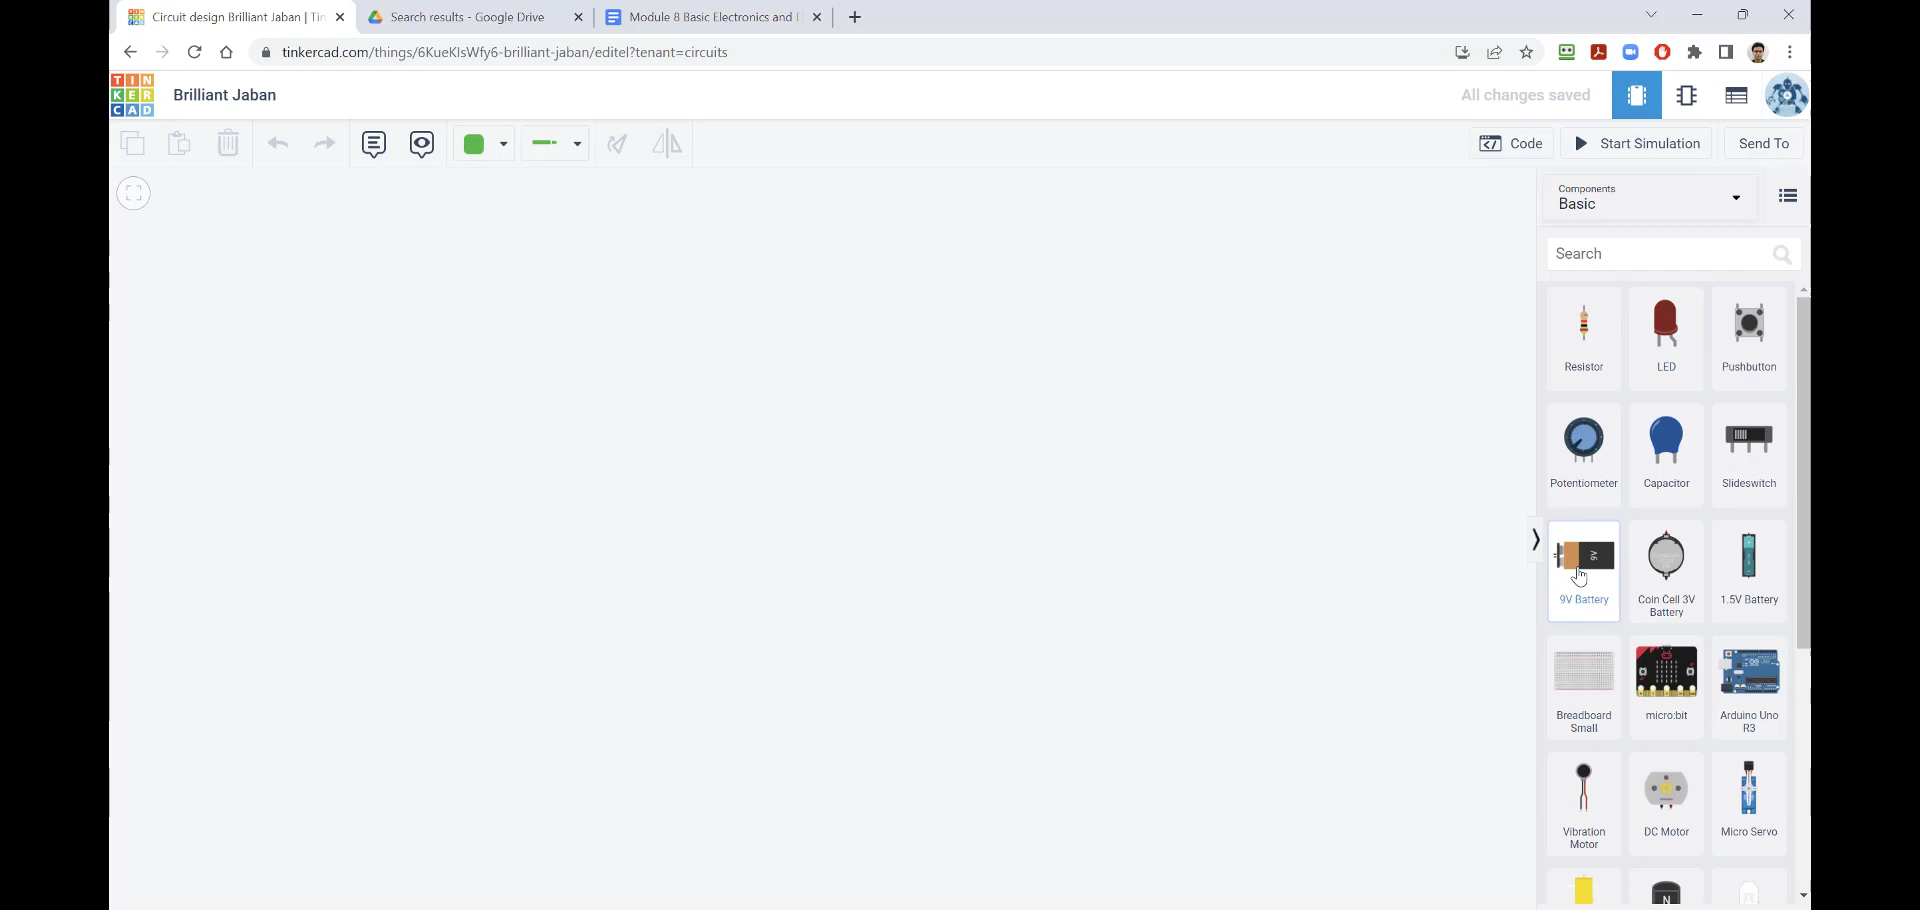 Circuit design Brilliant Jaban | Tin
Search results - Google Drive
Module 8 Basic Electronics and D
tinkercad.com/things/6KueKIsWfy6-brilliant-jaban/editel?tenant=circuits
TIN
KER
CAD
Brilliant Jaban
All changes saved
Code
Start Simulation
Send To
Components
Basic
Search
Resistor
LED
Pushbutton
Potentiometer
Capacitor
Slideswitch
9V
9V Battery
Coin Cell 3V
Battery
1.5V Battery
Breadboard
Small
micro:bit
Arduino Uno
R3
Vibration
Motor
DC Motor
Micro Servo
N